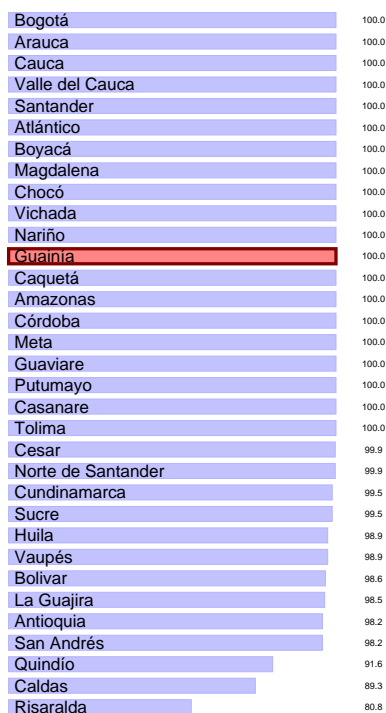 Bogotá 100.0
Arauca 100.0
Cauca 100.0
Valle del Cauca 100.0
Santander 100.0
Atlántico 100.0
Boyacá 100.0
Magdalena 100.0
Chocó 100.0
Vichada 100.0
Nariño 100.0
Guainía 100.0
Caquetá 100.0
Amazonas 100.0
Córdoba 100.0
Meta 100.0
Guaviare 100.0
Putumayo 100.0
Casanare 100.0
Tolima 100.0
Cesar 99.9
Norte de Santander 99.9
Cundinamarca 99.5
Sucre 99.5
Huila 98.9
Vaupés 98.9
Bolivar 98.6
La Guajira 98.5
Antioquia 98.2
San Andrés 98.2
Quindío 91.6
Caldas 89.3
Risaralda 80.8